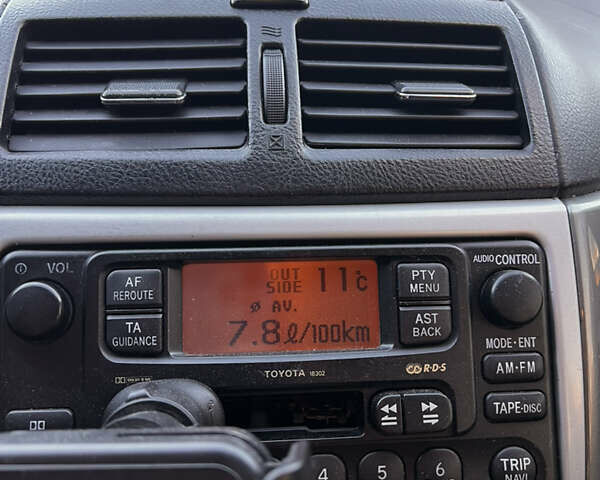 VOL
AF
REROUTE
TA
GUIDANCE
OUT
SIDE 11°C
ø AV.
7.8 ℓ/100km
PTY
MENU
AST
BACK
AUDIO CONTROL
MODE·ENT
AM·FM
TAPE·DISC
TOYOTA 18302
R·D·S
4 5 6
TRIP
NAVI